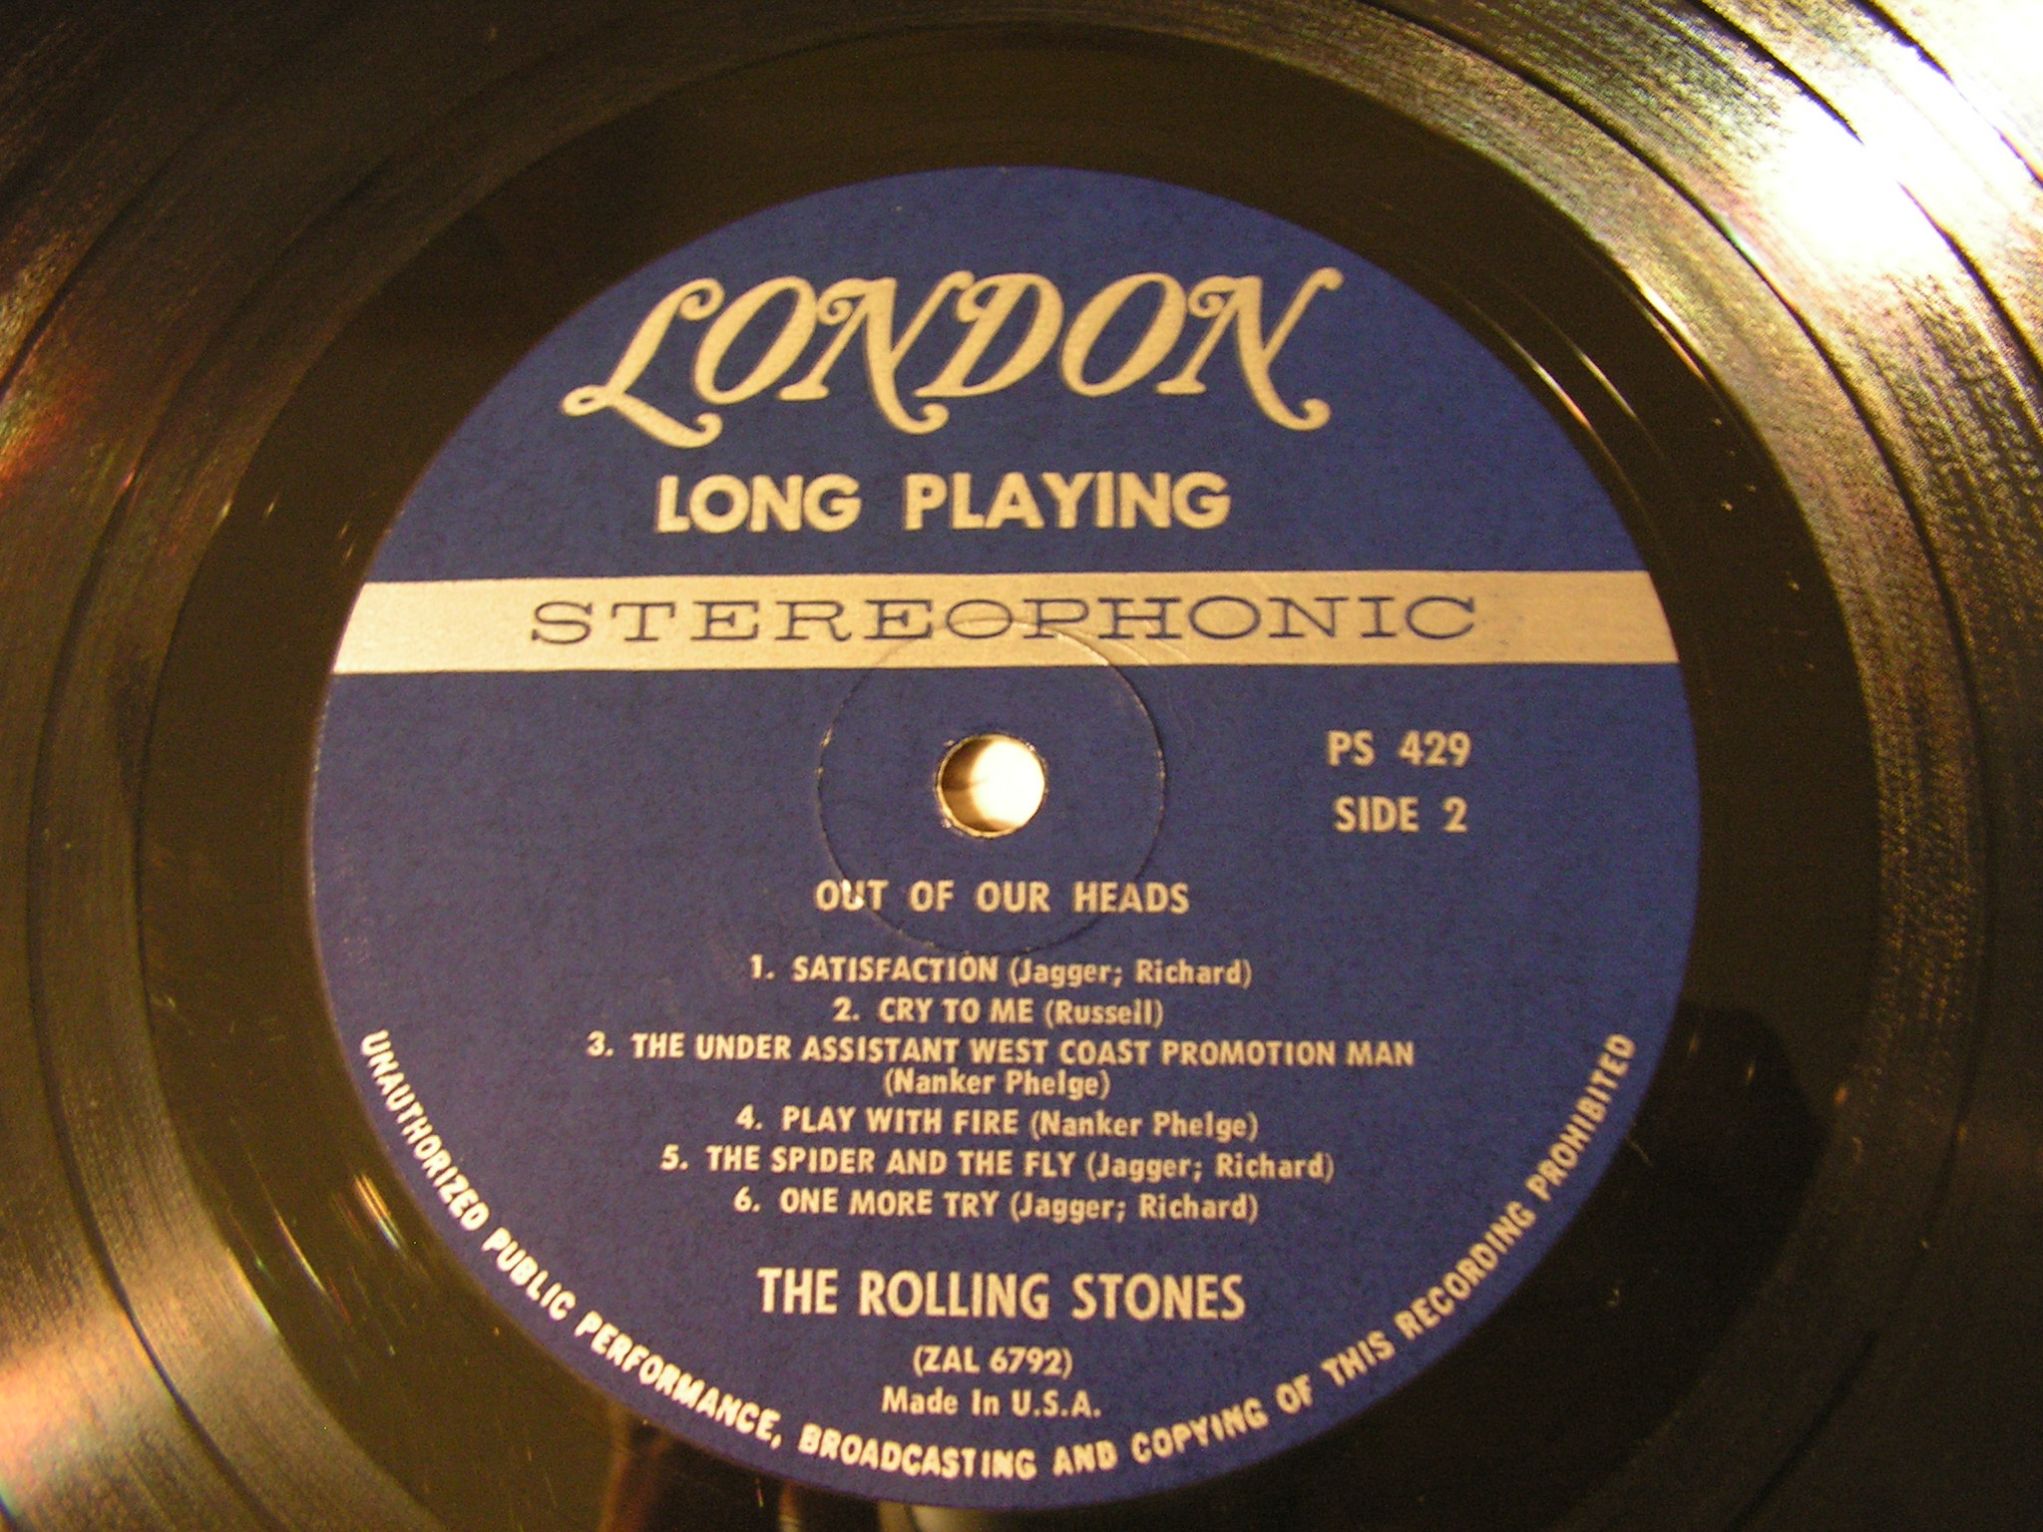 LONDON
LONG PLAYING
STEREOPHONIC
PS 429
SIDE 2
OUT OF OUR HEADS
1. SATISFACTION (Jagger; Richard)
2. CRY TO ME (Russell)
3. THE UNDER ASSISTANT WEST COAST PROMOTION MAN
(Nanker Phelge)
4. PLAY WITH FIRE (Nanker Phelge)
5. THE SPIDER AND THE FLY (Jagger; Richard)
6. ONE MORE TRY (Jagger; Richard)
THE ROLLING STONES
(ZAL 6792)
Made In U.S.A.
UNAUTHORIZED PUBLIC PERFORMANCE, BROADCASTING AND COPYING OF THIS RECORDING PROHIBITED